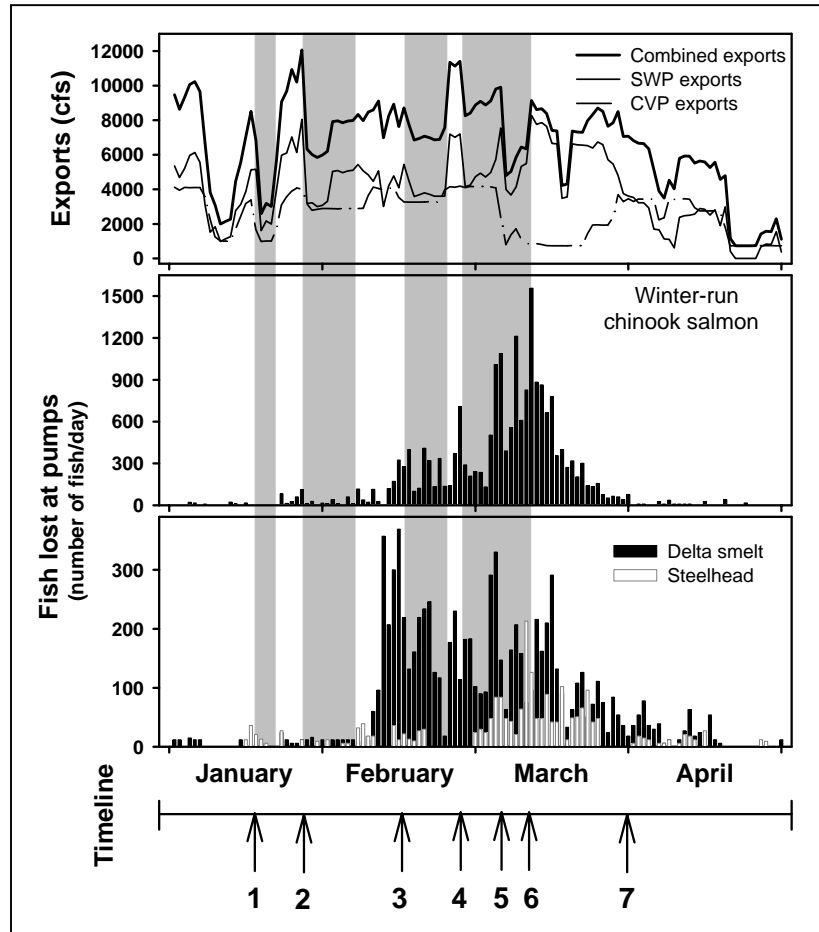 Exports (cfs)
12000
10000
8000
6000
4000
2000
0
Combined exports
SWP exports
CVP exports
Fish lost at pumps
(number of fish/day)
1500
1200
900
600
300
0
Winter-run
chinook salmon
300
200
100
0
Delta smelt
Steelhead
January February March April
Timeline
1 2 3 4 5 6 7